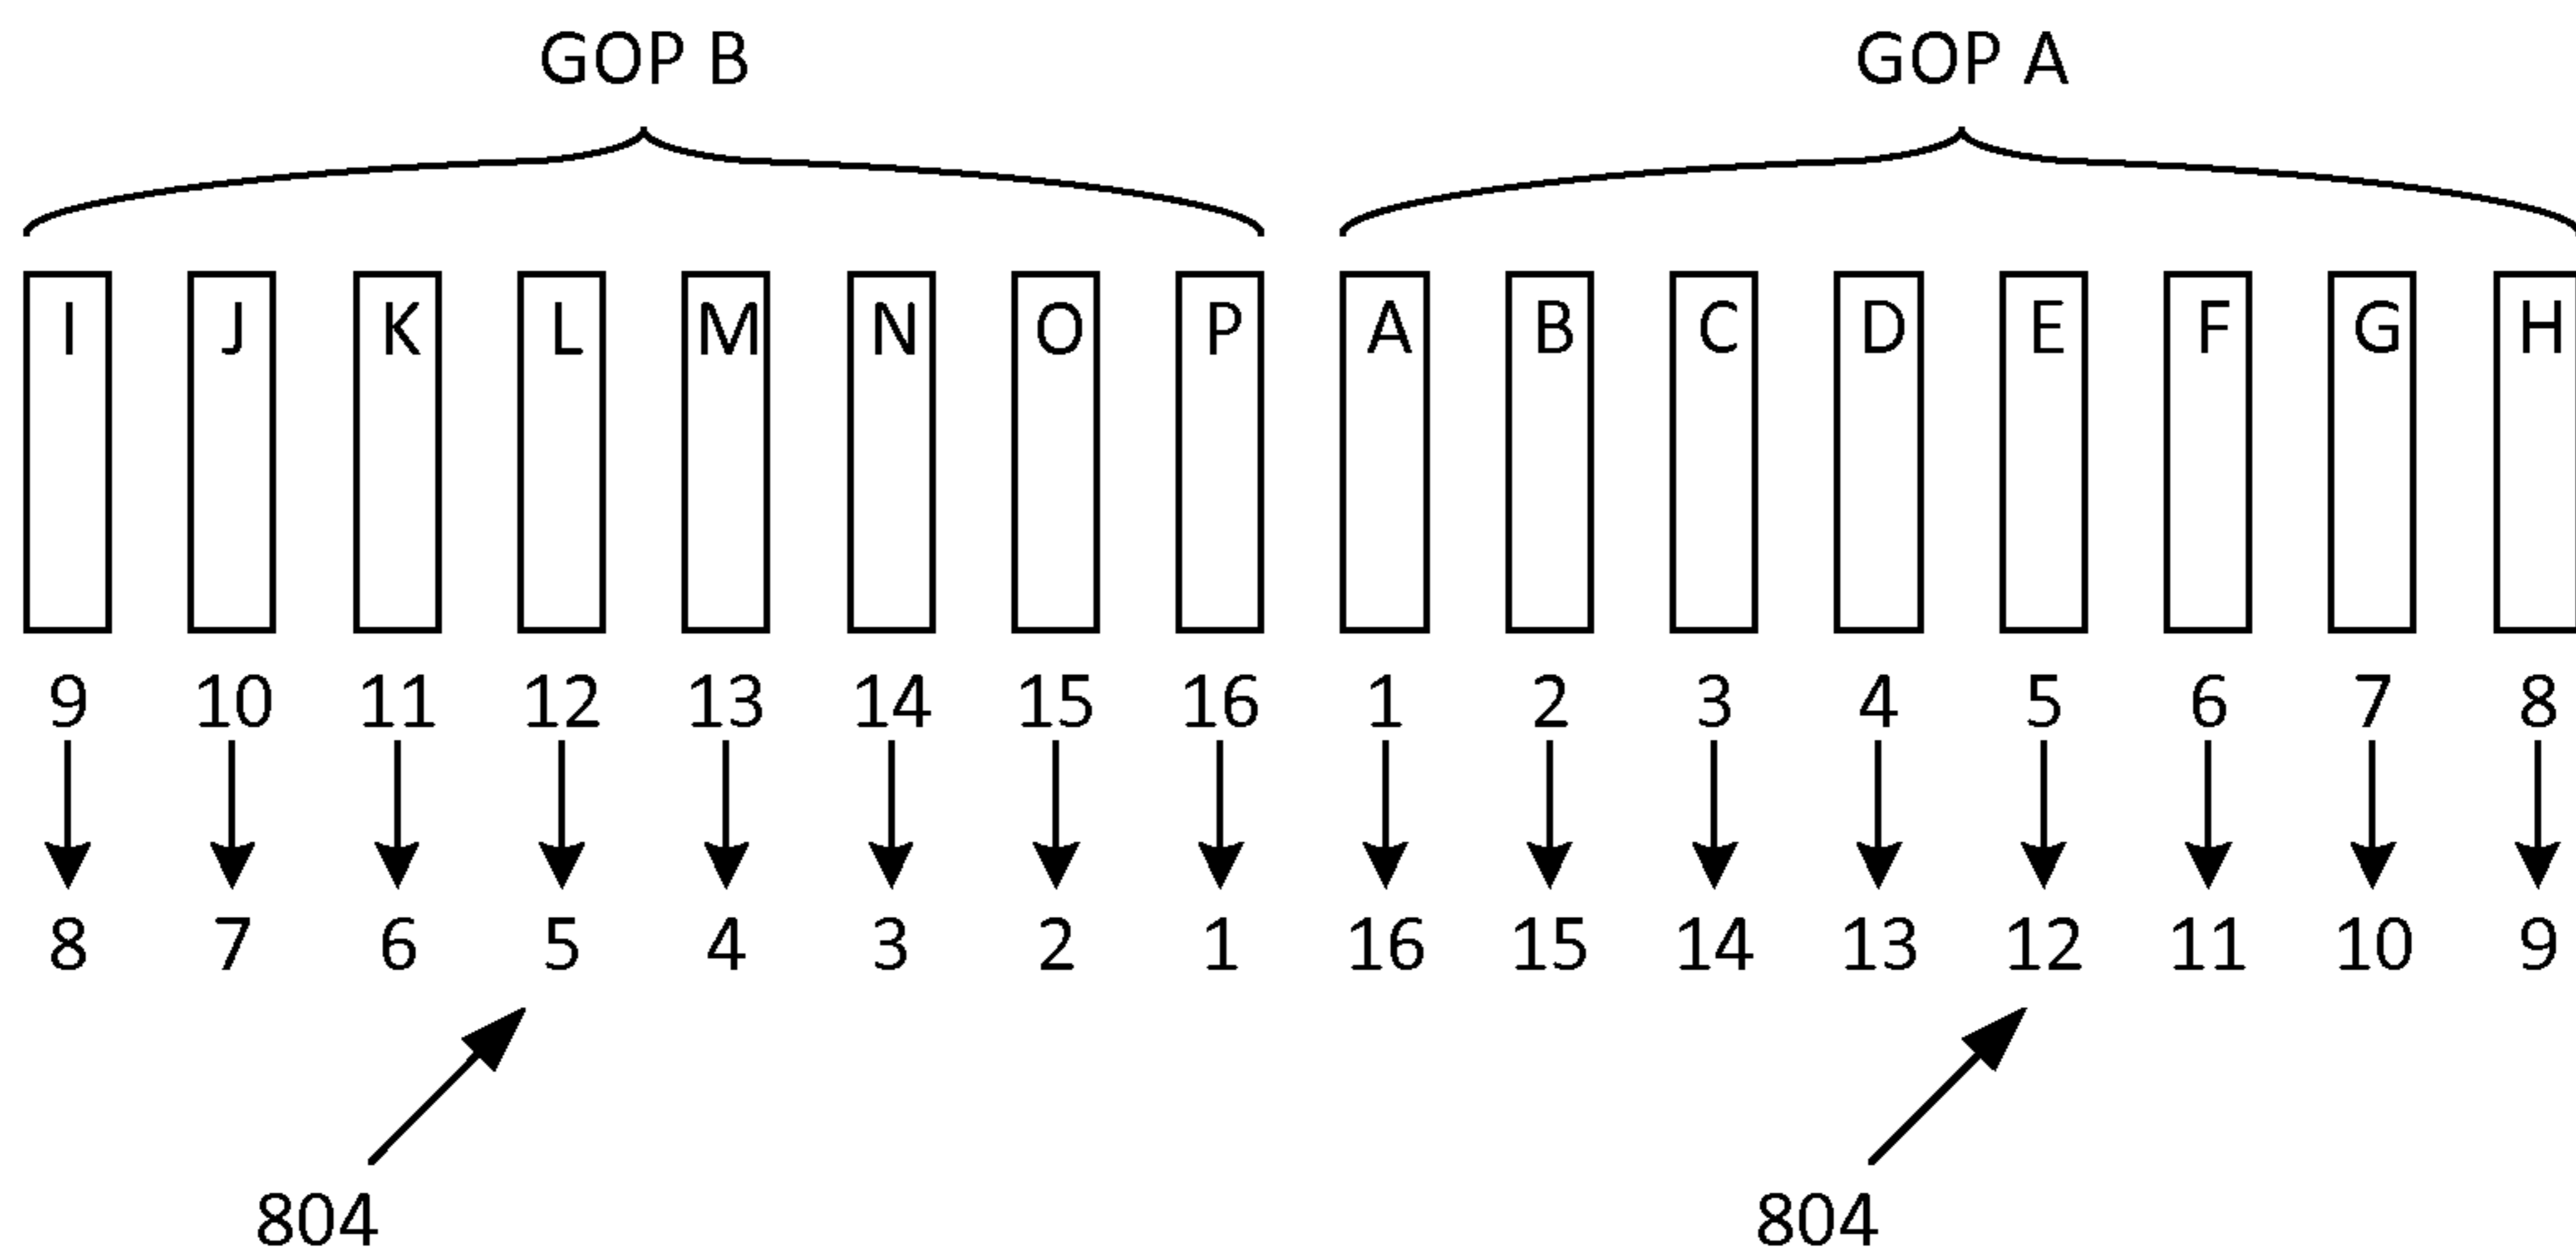 GOP B GOP A
I J K L M N O P A B C D E F G H
9 10 11 12 13 14 15 16 1 2 3 4 5 6 7 8
8 7 6 5 4 3 2 1 16 15 14 13 12 11 10 9
804 804